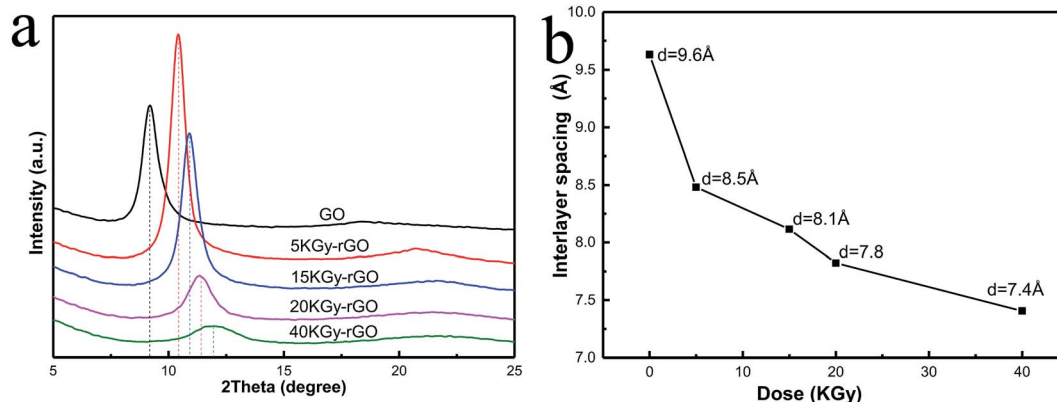 a
Intensity (a.u.)
GO
5KGy-rGO
15KGy-rGO
20KGy-rGO
40KGy-rGO
5 10 15 20 25
2Theta (degree)
b
Interlayer spacing (Å)
10.0
9.5
9.0
8.5
8.0
7.5
7.0
d=9.6Å
d=8.5Å
d=8.1Å
d=7.8
d=7.4Å
0 10 20 30 40
Dose (KGy)